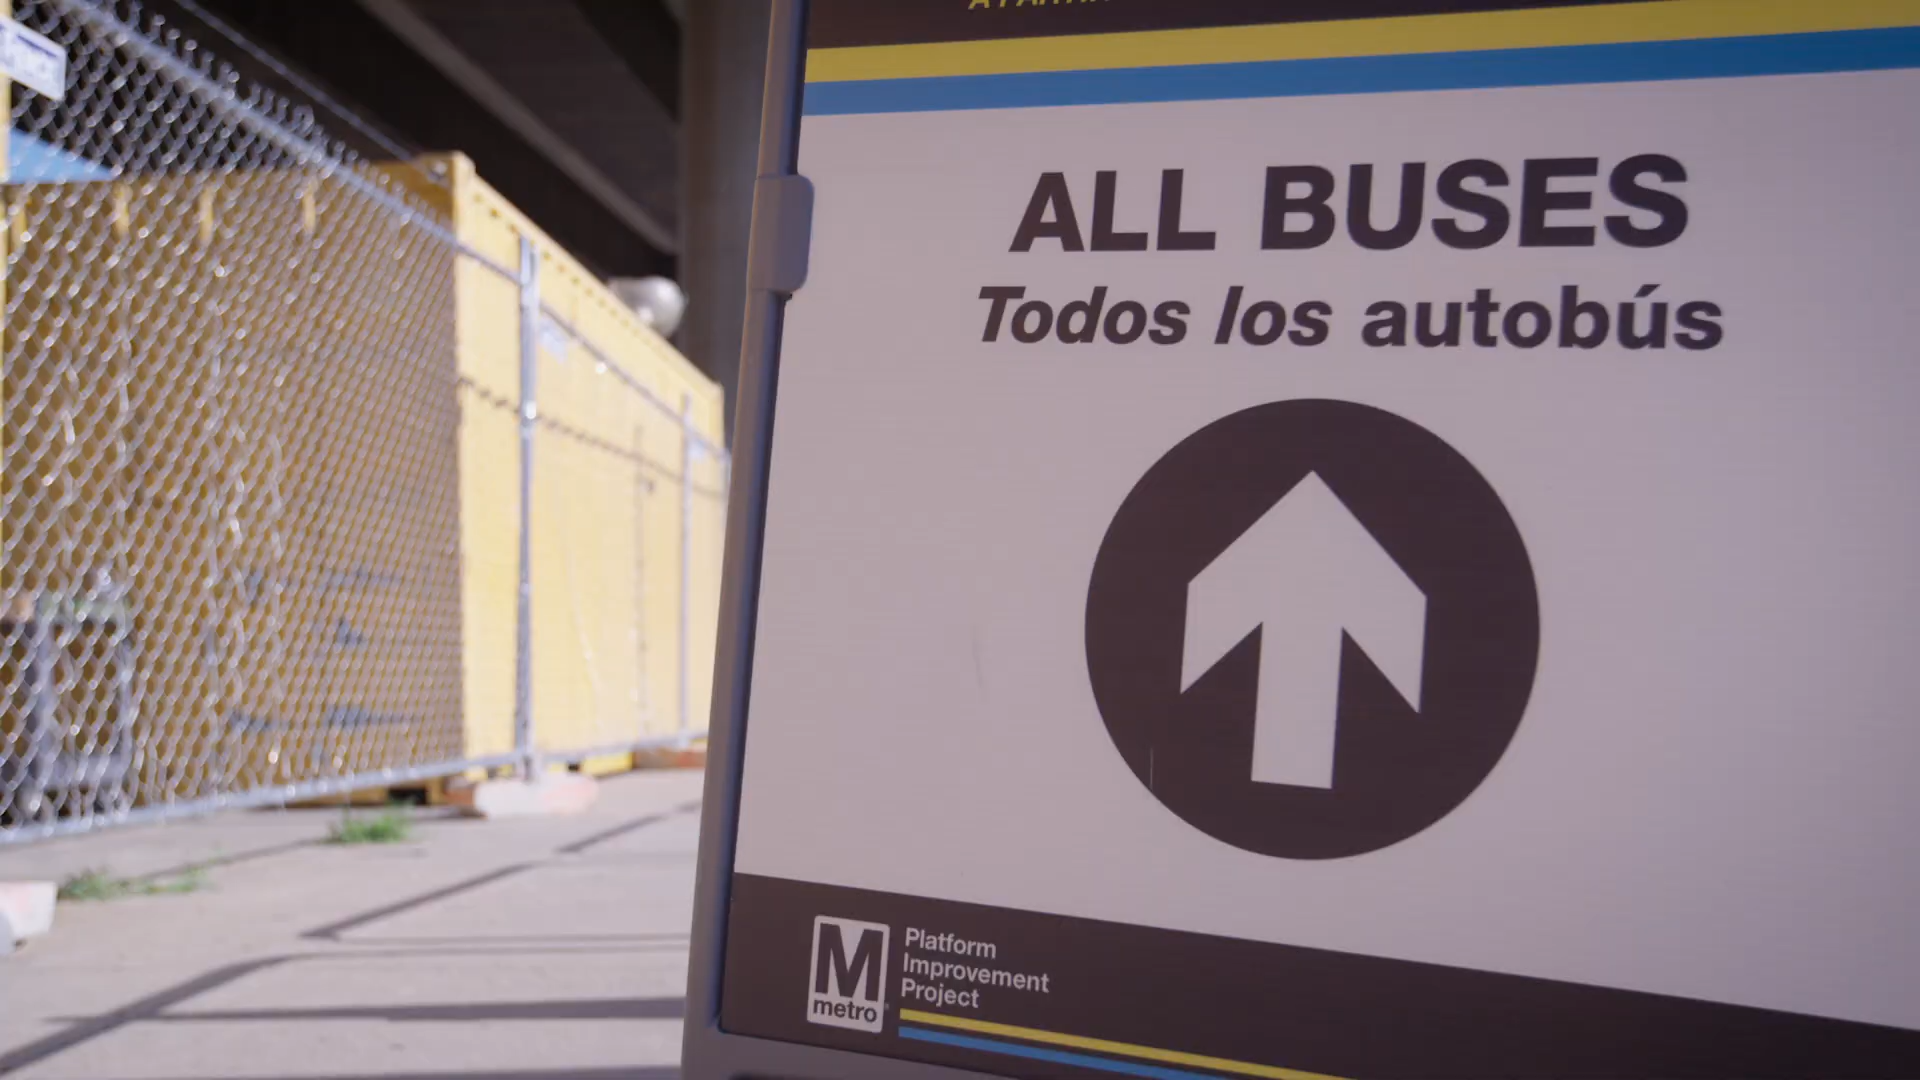 ALL BUSES
Todos los autobús
M
metro
Platform
Improvement
Project